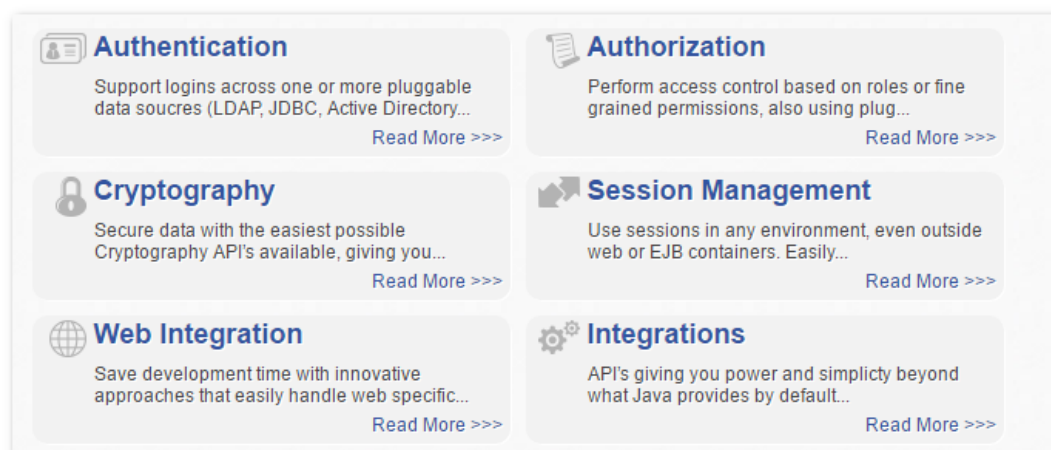 Authentication
Support logins across one or more pluggable
data soucres (LDAP, JDBC, Active Directory...
Read More >>>
Authorization
Perform access control based on roles or fine
grained permissions, also using plug...
Read More >>>
Cryptography
Secure data with the easiest possible
Cryptography API's available, giving you...
Read More >>>
Session Management
Use sessions in any environment, even outside
web or EJB containers. Easily...
Read More >>>
Web Integration
Save development time with innovative
approaches that easily handle web specific...
Read More >>>
Integrations
API's giving you power and simplicty beyond
what Java provides by default...
Read More >>>